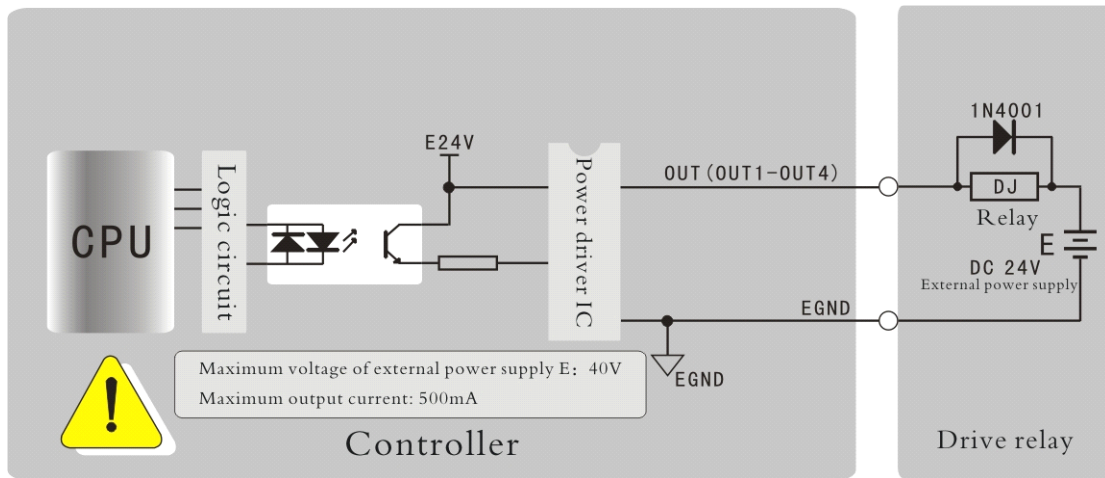 CPU
Logic circuit
E24V
Power driver IC
OUT(OUT1-OUT4)
EGND
EGND
Maximum voltage of external power supply E: 40V
Maximum output current: 500mA
Controller
1N4001
DJ
Relay
E
DC 24V
External power supply
Drive relay